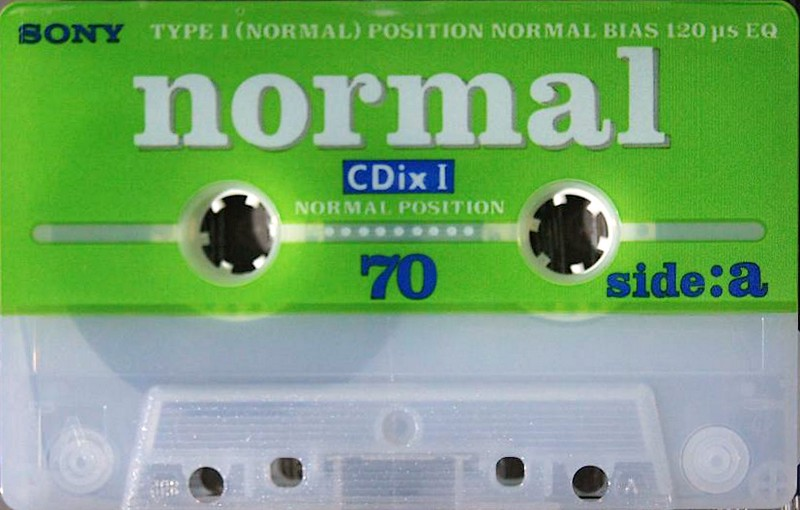 SONY TYPE I (NORMAL) POSITION NORMAL BIAS 120 µs EQ
normal
CDix I
NORMAL POSITION
70
side:a
A